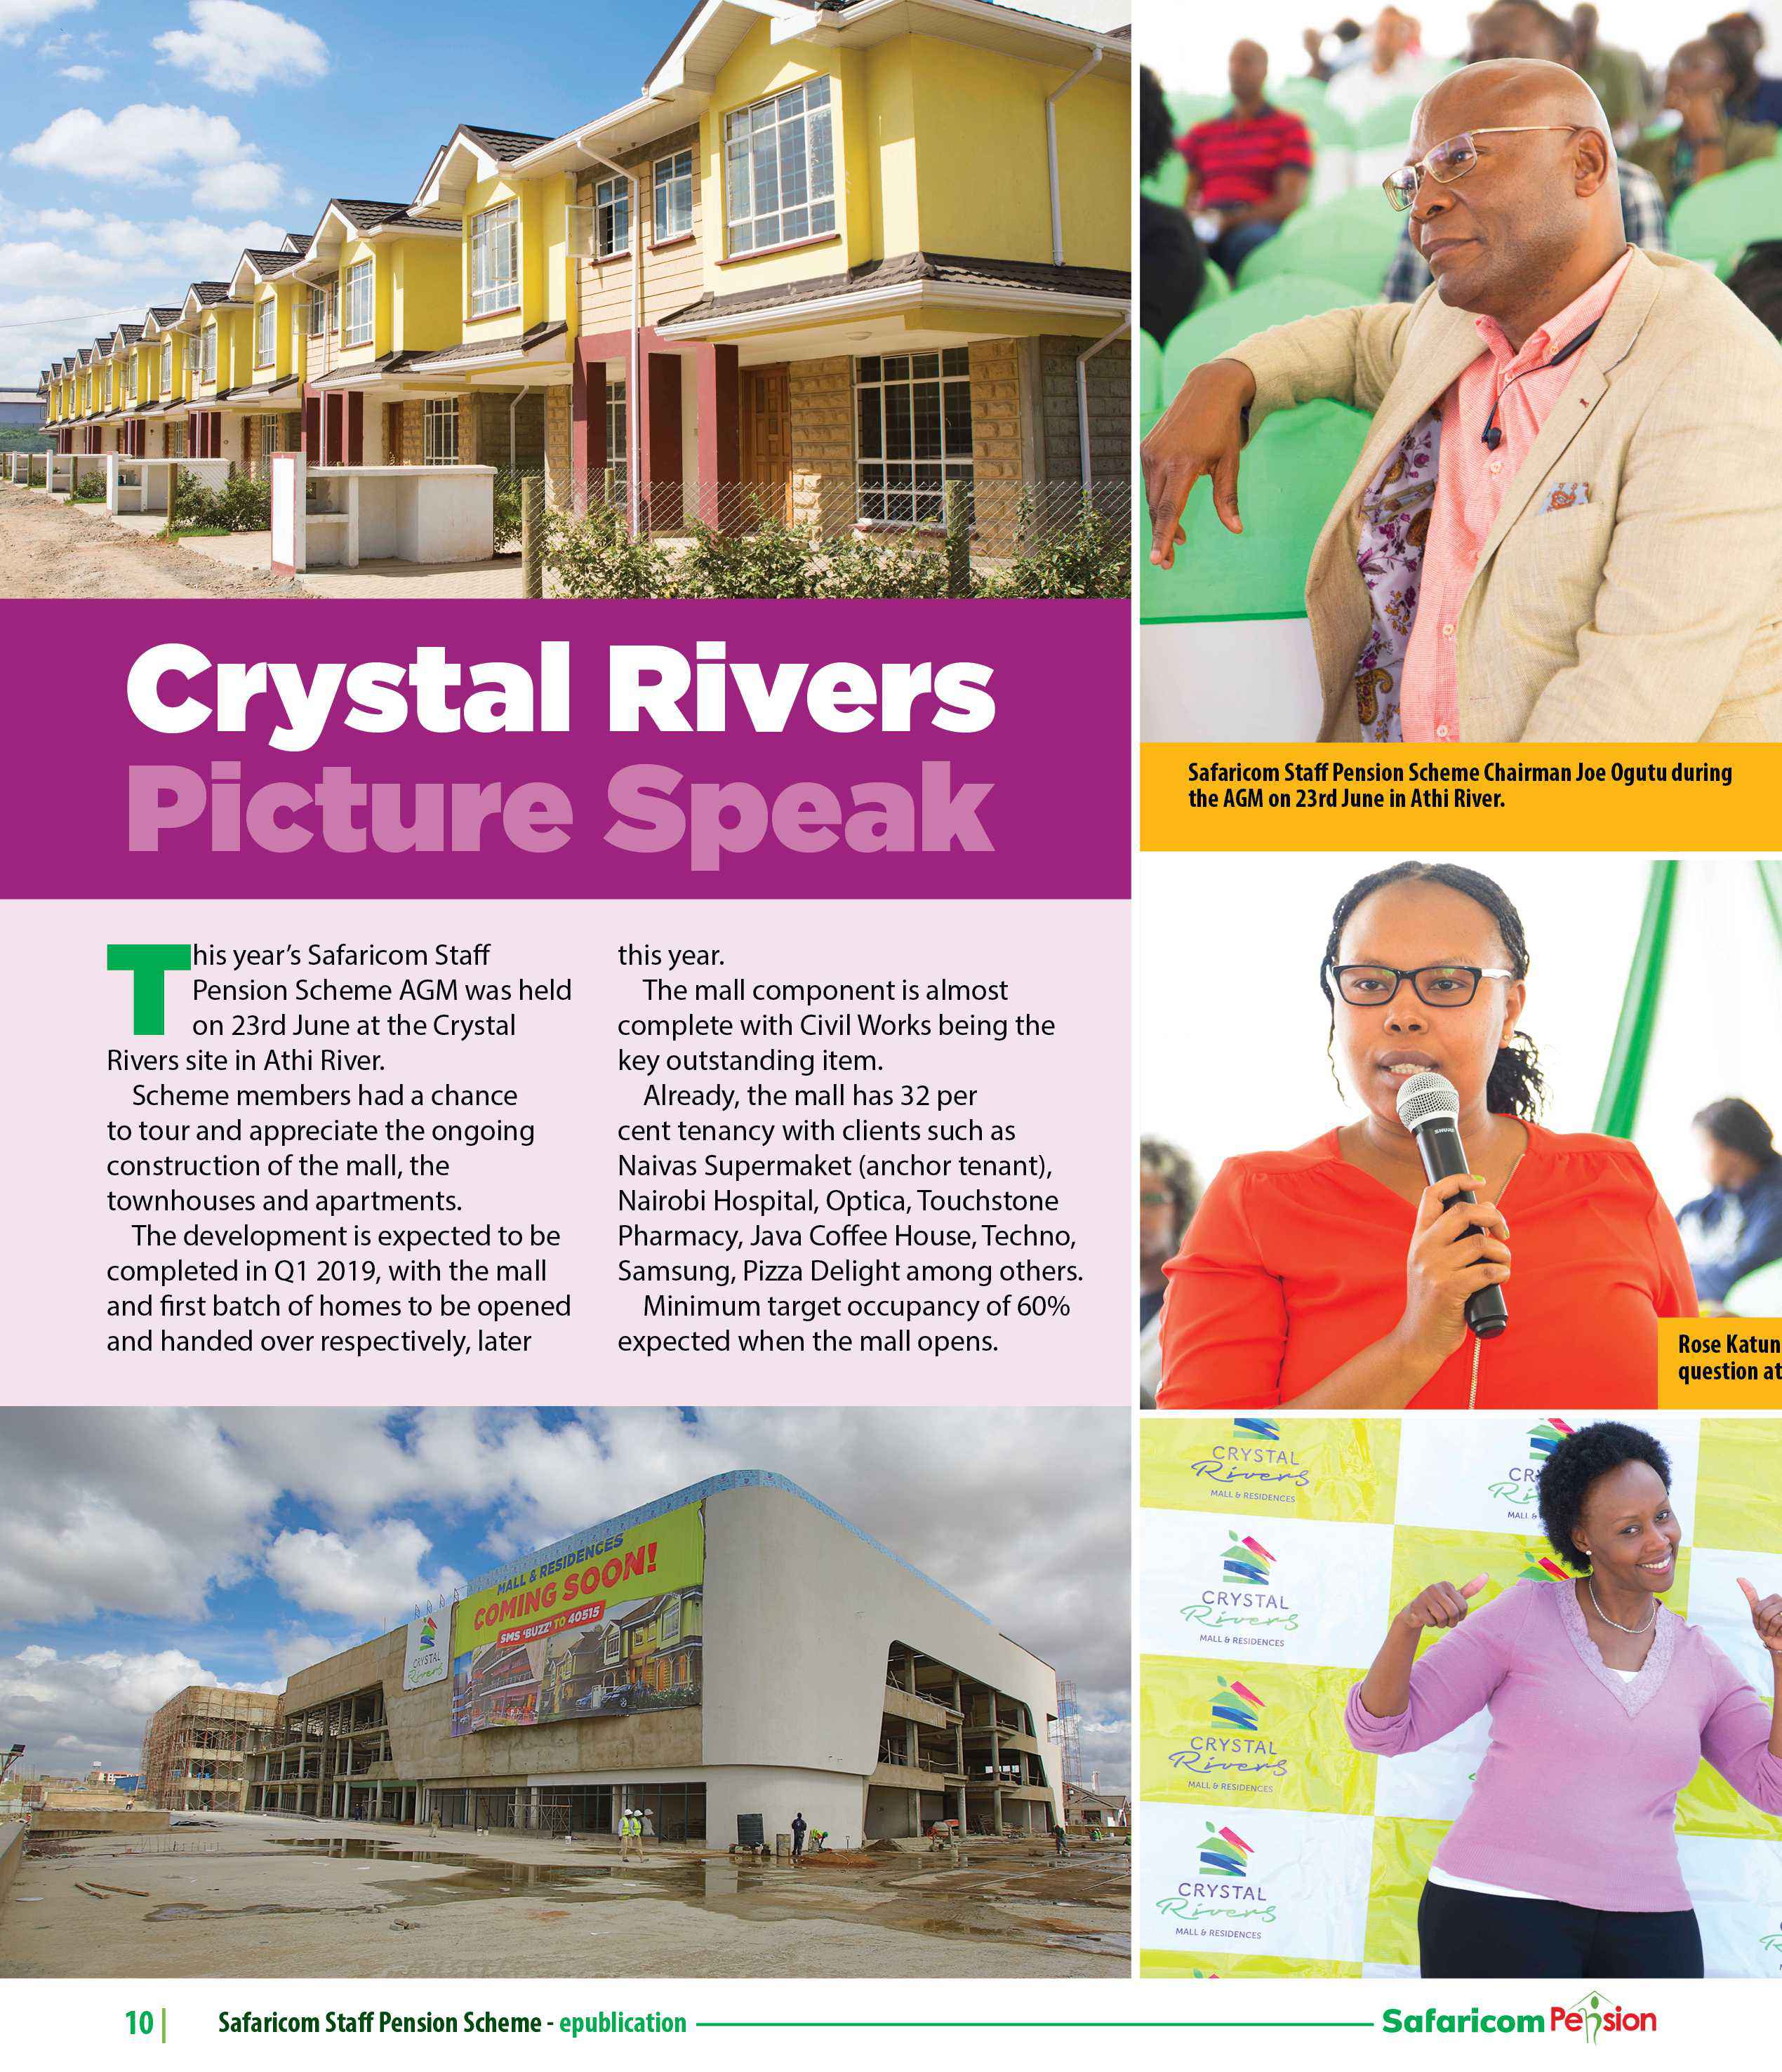 Crystal Rivers
Picture Speak
This year’s Safaricom Staff
Pension Scheme AGM was held
on 23rd June at the Crystal
Rivers site in Athi River.
Scheme members had a chance
to tour and appreciate the ongoing
construction of the mall, the
townhouses and apartments.
The development is expected to be
completed in Q1 2019, with the mall
and first batch of homes to be opened
and handed over respectively, later
this year.
The mall component is almost
complete with Civil Works being the
key outstanding item.
Already, the mall has 32 per
cent tenancy with clients such as
Naivas Supermaket (anchor tenant),
Nairobi Hospital, Optica, Touchstone
Pharmacy, Java Coffee House, Techno,
Samsung, Pizza Delight among others.
Minimum target occupancy of 60%
expected when the mall opens.
Safaricom Staff Pension Scheme Chairman Joe Ogutu during
the AGM on 23rd June in Athi River.
SHURE
Rose Katun
question at
CRYSTAL
Rivers
MALL & RESIDENCES
COMING SOON!
SMS 'BUZZ' TO 40515
CRYSTAL
Rivers
MALL & RESIDENCES
CR
Ri
MALL &
CRYSTAL
Rivers
MALL & RESIDENCES
CRYSTAL
Rivers
MALL & RESIDENCES
CRYSTAL
Rivers
MALL & RESIDENCES
10 |
Safaricom Staff Pension Scheme - epublication
Safaricom Pension